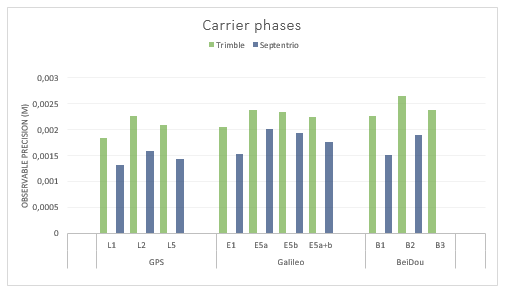 Carrier phases
Trimble Septentrio
OBSERVABLE PRECISION (M)
0,003
0,0025
0,002
0,0015
0,001
0,0005
0
L1 L2 L5 E1 E5a E5b E5a+b B1 B2 B3
GPS Galileo BeiDou